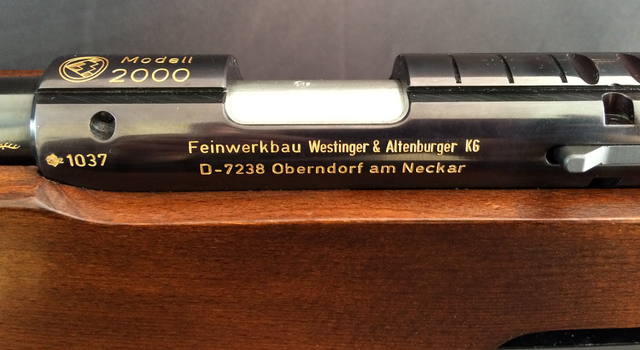 Modell
2000
1037
Feinwerkbau Westinger & Altenburger KG
D-7238 Oberndorf am Neckar